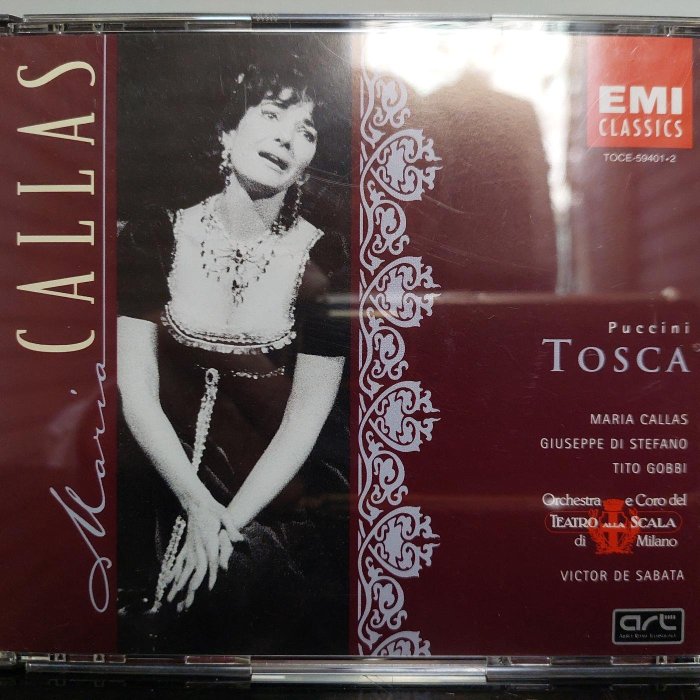 Maria CALLAS
EMI
CLASSICS
TOCE-59401•2
Puccini
TOSCA
MARIA CALLAS
GIUSEPPE DI STEFANO
TITO GOBBI
Orchestra e Coro del
TEATRO ALLA SCALA
di Milano
VICTOR DE SABATA
art